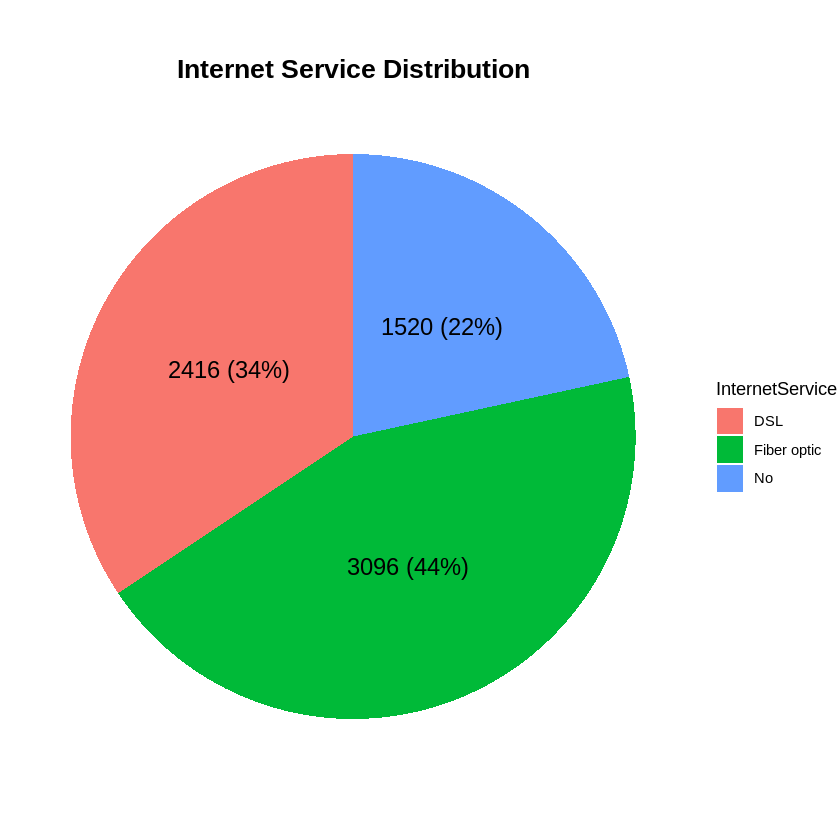 Internet Service Distribution
1520 (22%)
2416 (34%)
3096 (44%)
InternetService
DSL
Fiber optic
No